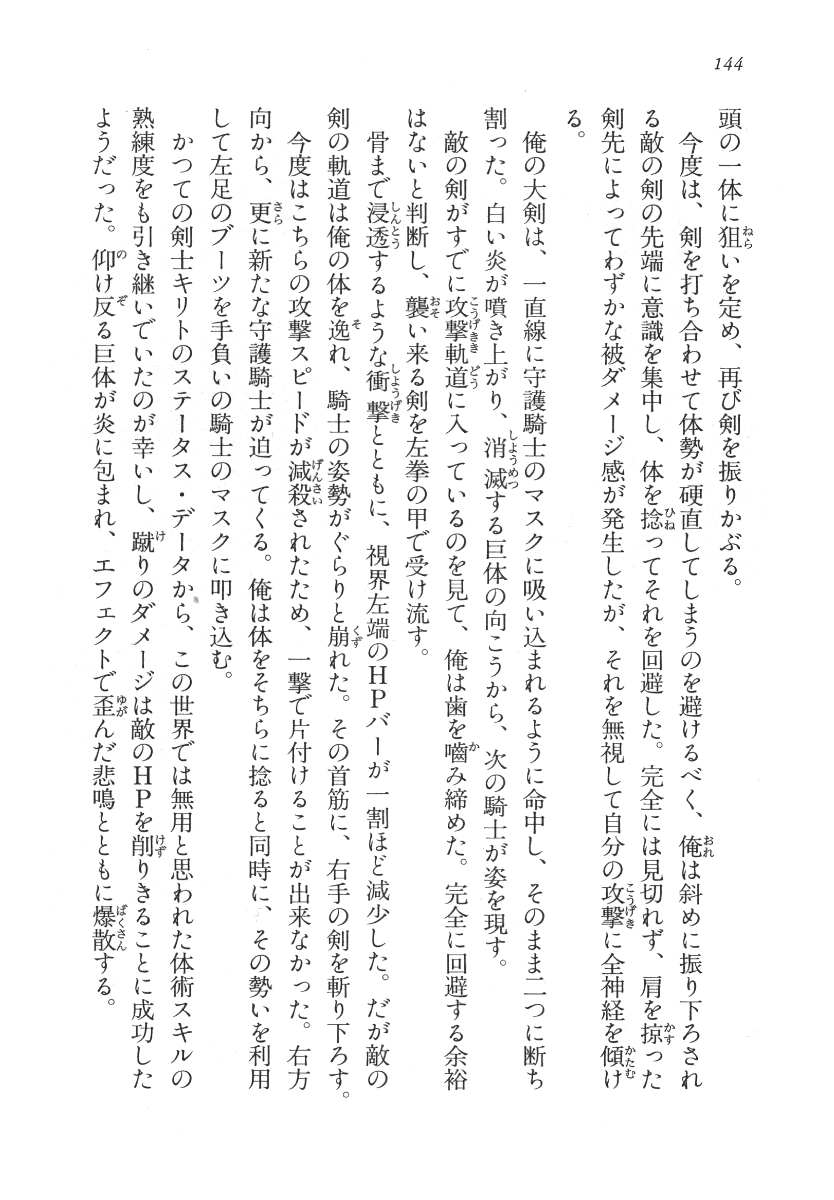 144
頭の一体に狙いを定め、再び剣を振りかぶる。
　今度は、剣を打ち合わせて体勢が硬直してしまうのを避けるべく、俺は斜めに振り下ろされ
る敵の剣の先端に意識を集中し、体を捻ってそれを回避した。完全には見切れず、肩を掠った
剣先によってわずかな被ダメージ感が発生したが、それを無視して自分の攻撃に全神経を傾け
る。
　俺の大剣は、一直線に守護騎士のマスクに吸い込まれるように命中し、そのまま二つに断ち
割った。白い炎が噴き上がり、消滅する巨体の向こうから、次の騎士が姿を現す。
　敵の剣がすでに攻撃軌道に入っているのを見て、俺は歯を嚙み締めた。完全に回避する余裕
はないと判断し、襲い来る剣を左拳の甲で受け流す。
　骨まで浸透するような衝撃とともに、視界左端のHPバーが一割ほど減少した。だが敵の
剣の軌道は俺の体を逸れ、騎士の姿勢がぐらりと崩れた。その首筋に、右手の剣を斬り下ろす。
　今度はこちらの攻撃スピードが減殺されたため、一撃で片付けることが出来なかった。右方
向から、更に新たな守護騎士が迫ってくる。俺は体をそちらに捻ると同時に、その勢いを利用
して左足のブーツを手負いの騎士のマスクに叩き込む。
　かつての剣士キリトのステータス・データから、この世界では無用と思われた体術スキルの
熟練度をも引き継いでいたのが幸いし、蹴りのダメージは敵のHPを削りきることに成功した
ようだった。仰け反る巨体が炎に包まれ、エフェクトで歪んだ悲鳴とともに爆散する。